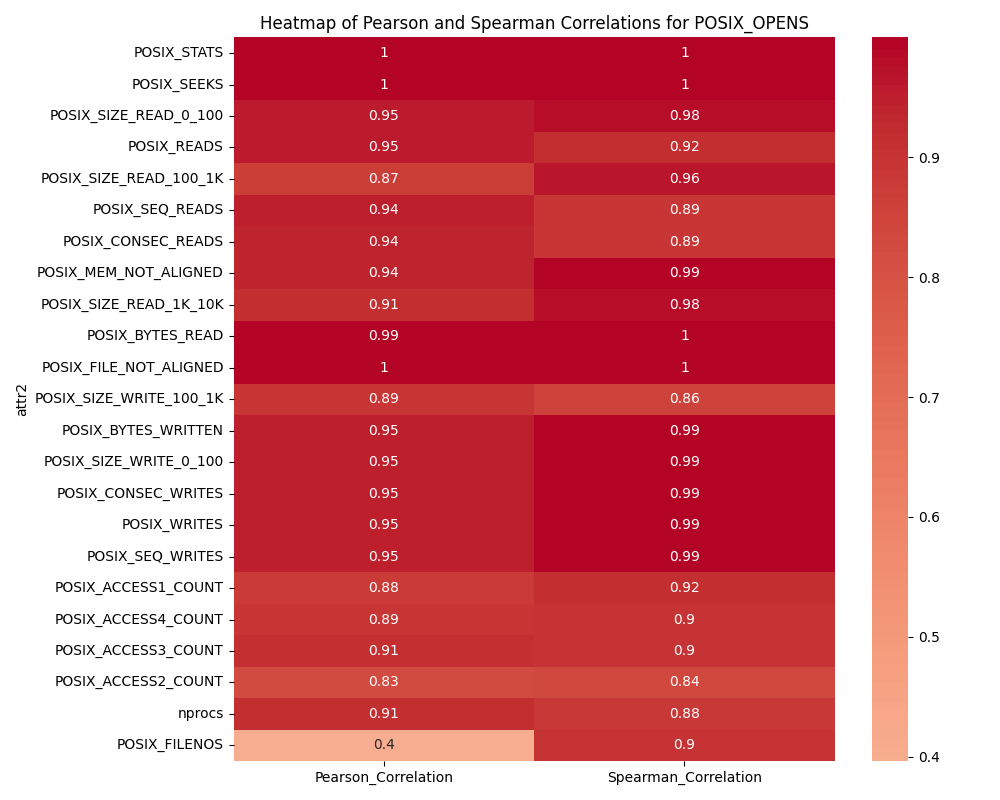 Heatmap of Pearson and Spearman Correlations for POSIX_OPENS
attr2
POSIX_STATS 1 1
POSIX_SEEKS 1 1
POSIX_SIZE_READ_0_100 0.95 0.98
POSIX_READS 0.95 0.92
POSIX_SIZE_READ_100_1K 0.87 0.96
POSIX_SEQ_READS 0.94 0.89
POSIX_CONSEC_READS 0.94 0.89
POSIX_MEM_NOT_ALIGNED 0.94 0.99
POSIX_SIZE_READ_1K_10K 0.91 0.98
POSIX_BYTES_READ 0.99 1
POSIX_FILE_NOT_ALIGNED 1 1
POSIX_SIZE_WRITE_100_1K 0.89 0.86
POSIX_BYTES_WRITTEN 0.95 0.99
POSIX_SIZE_WRITE_0_100 0.95 0.99
POSIX_CONSEC_WRITES 0.95 0.99
POSIX_WRITES 0.95 0.99
POSIX_SEQ_WRITES 0.95 0.99
POSIX_ACCESS1_COUNT 0.88 0.92
POSIX_ACCESS4_COUNT 0.89 0.9
POSIX_ACCESS3_COUNT 0.91 0.9
POSIX_ACCESS2_COUNT 0.83 0.84
nprocs 0.91 0.88
POSIX_FILENOS 0.4 0.9
Pearson_Correlation Spearman_Correlation
0.9
0.8
0.7
0.6
0.5
0.4